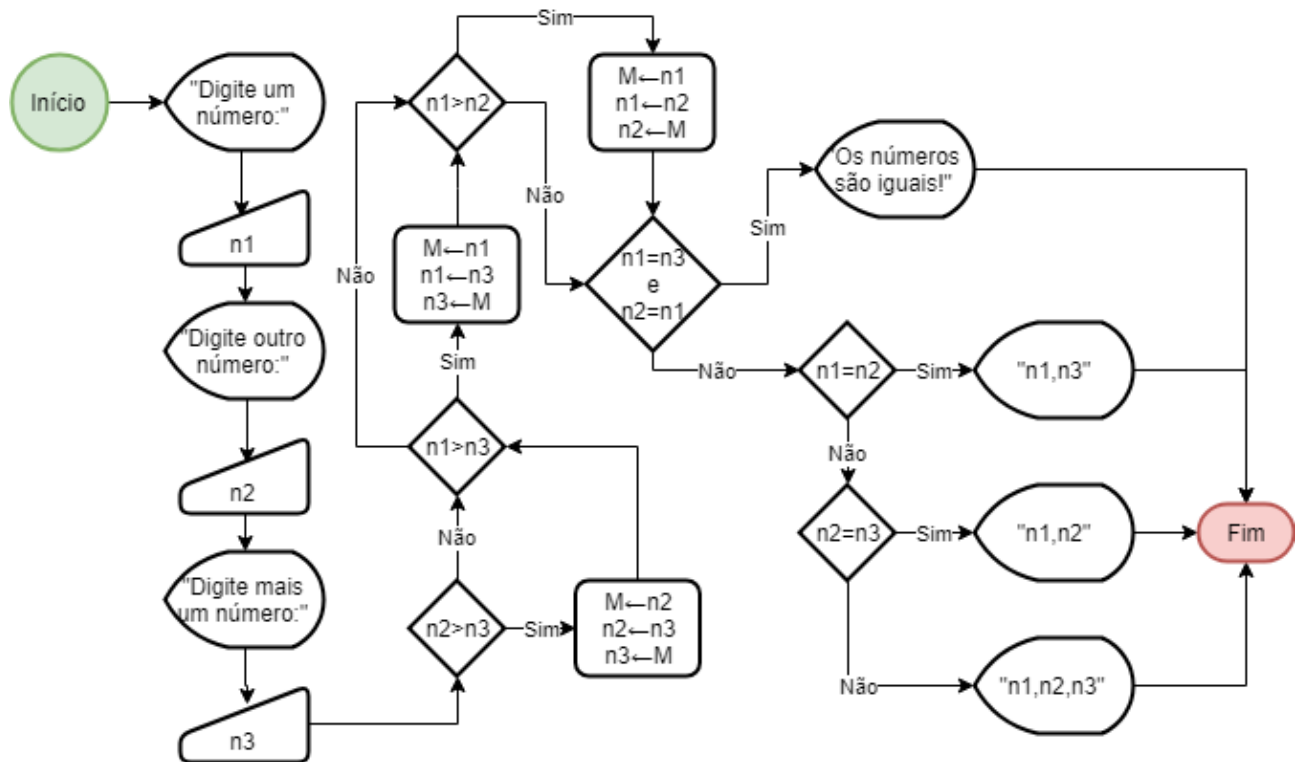 Início
"Digite um
número:"
n1
"Digite outro
número:"
n2
"Digite mais
um número:"
n3
n2>n3
Sim
M←n2
n2←n3
n3←M
Não
n1>n3
Sim
M←n1
n1←n3
n3←M
Não
n1>n2
Sim
M←n1
n1←n2
n2←M
Não
n1=n3
e
n2=n1
Sim
"Os números
são iguais!"
Não
n1=n2
Sim
"n1,n3"
Não
n2=n3
Sim
"n1,n2"
Não
"n1,n2,n3"
Fim